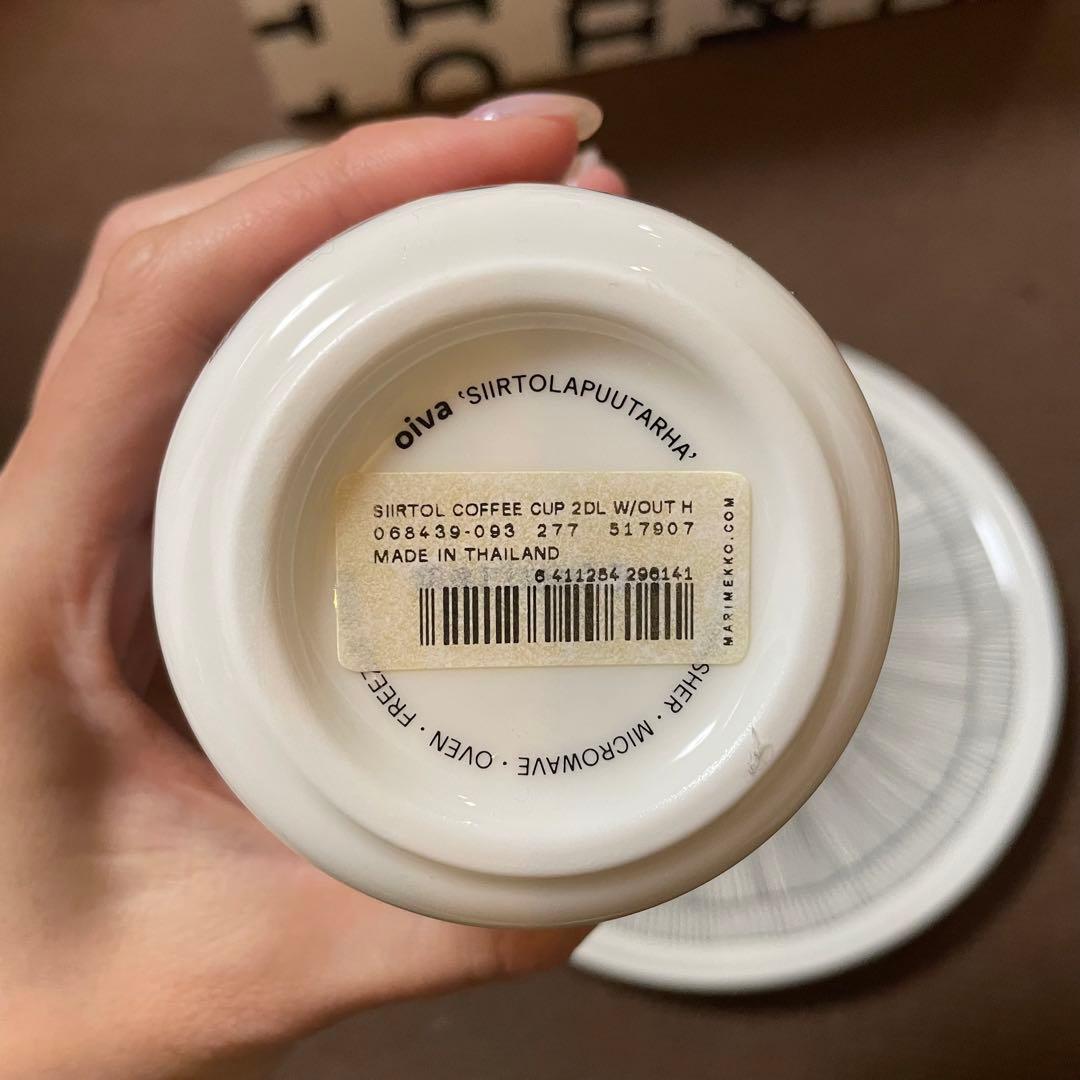 oiva 'SIIRTOLAPUUTARHA'
SIIRTOL COFFEE CUP 2DL W/OUT H
068439-093 277 517907
MADE IN THAILAND
6 411254 296141
MARIMEKKO.COM
SHER · MICROWAVE · OVEN · FREEZ